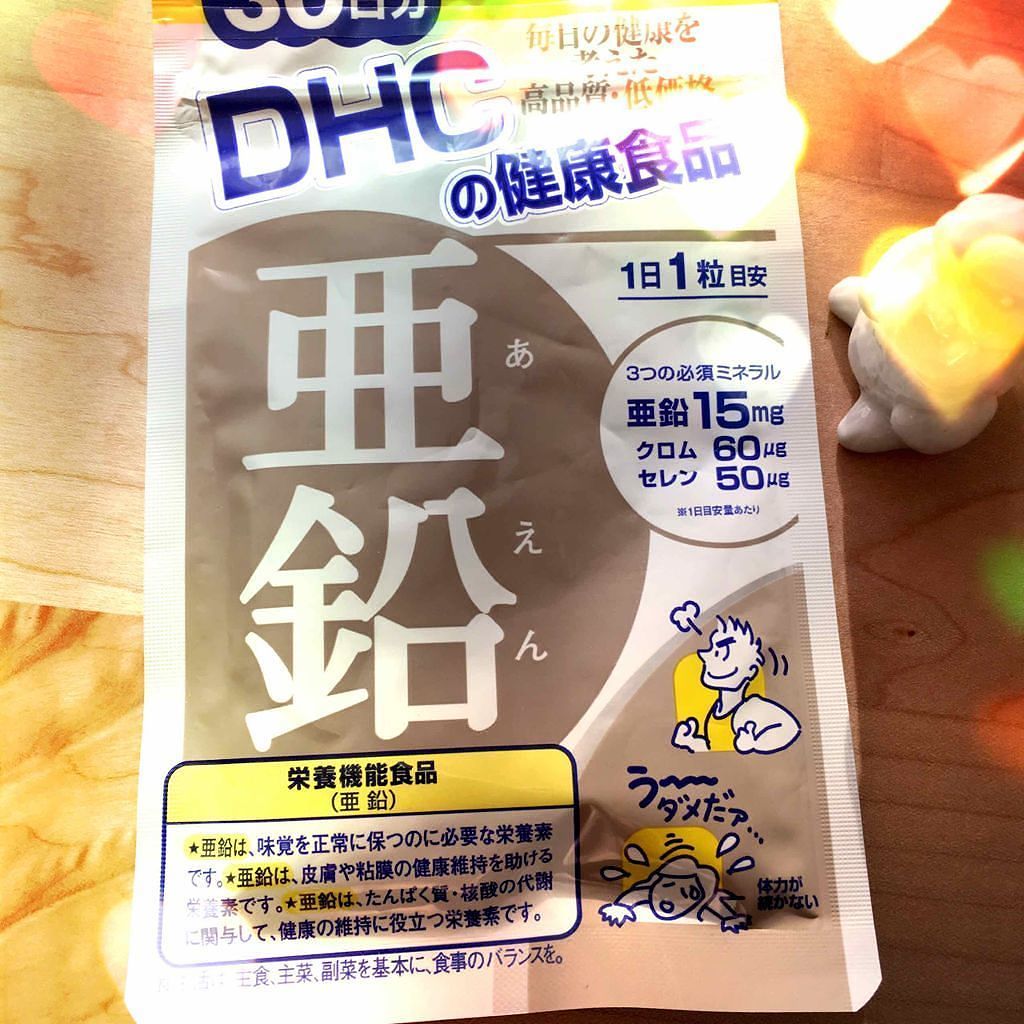 30日分
DHC
毎日の健康を
考えた
高品質・低価格
の健康食品
亜鉛
あえん
1日1粒目安
3つの必須ミネラル
亜鉛15mg
クロム 60μg
セレン 50μg
※1日目安量あたり
う〜〜
ダメだァ…
体力が
続かない
栄養機能食品
(亜鉛)
★亜鉛は、味覚を正常に保つのに必要な栄養素
です。★亜鉛は、皮膚や粘膜の健康維持を助ける
栄養素です。★亜鉛は、たんぱく質・核酸の代謝
に関与して、健康の維持に役立つ栄養素です。
主食、主菜、副菜を基本に、食事のバランスを。